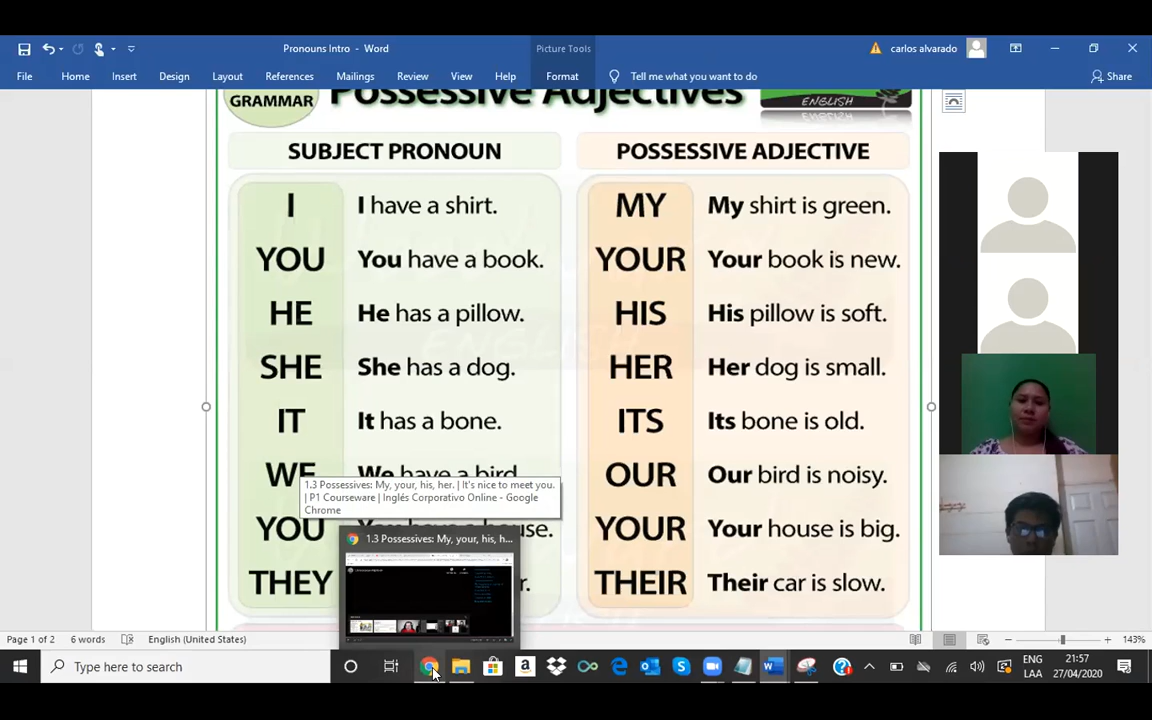 Pronouns Intro - Word
Picture Tools
carlos alvarado
File Home Insert Design Layout References Mailings Review View Help Format Tell me what you want to do Share
GRAMMAR Possessive Adjectives ENGLISH
SUBJECT PRONOUN POSSESSIVE ADJECTIVE
I I have a shirt. MY My shirt is green.
YOU You have a book. YOUR Your book is new.
HE He has a pillow. HIS His pillow is soft.
SHE She has a dog. HER Her dog is small.
IT It has a bone. ITS Its bone is old.
WE We have a bird OUR Our bird is noisy.
1.3 Possessives: My, your, his, her. | It's nice to meet you.
| P1 Courseware | Inglés Corporativo Online - Google
Chrome
YOU You have a house. YOUR Your house is big.
1.3 Possessives: My, your, his, h...
THEY r. THEIR Their car is slow.
Page 1 of 2 6 words English (United States) 143%
Type here to search
ENG 21:57
LAA 27/04/2020